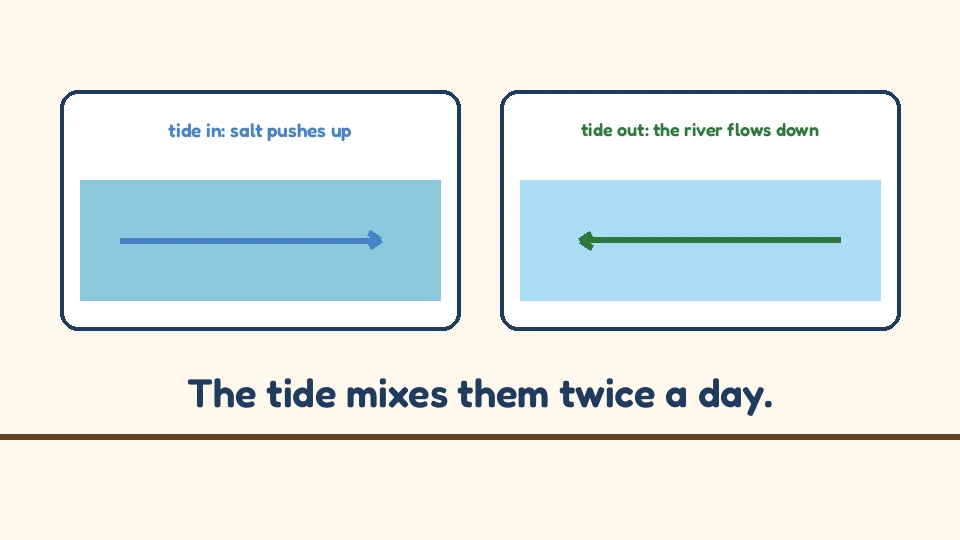 tide in: salt pushes up
tide out: the river flows down
The tide mixes them twice a day.